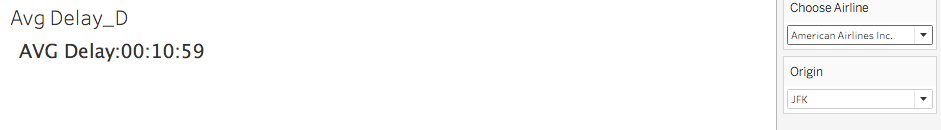 Avg Delay_D
AVG Delay:00:10:59
Choose Airline
American Airlines Inc.
Origin
JFK